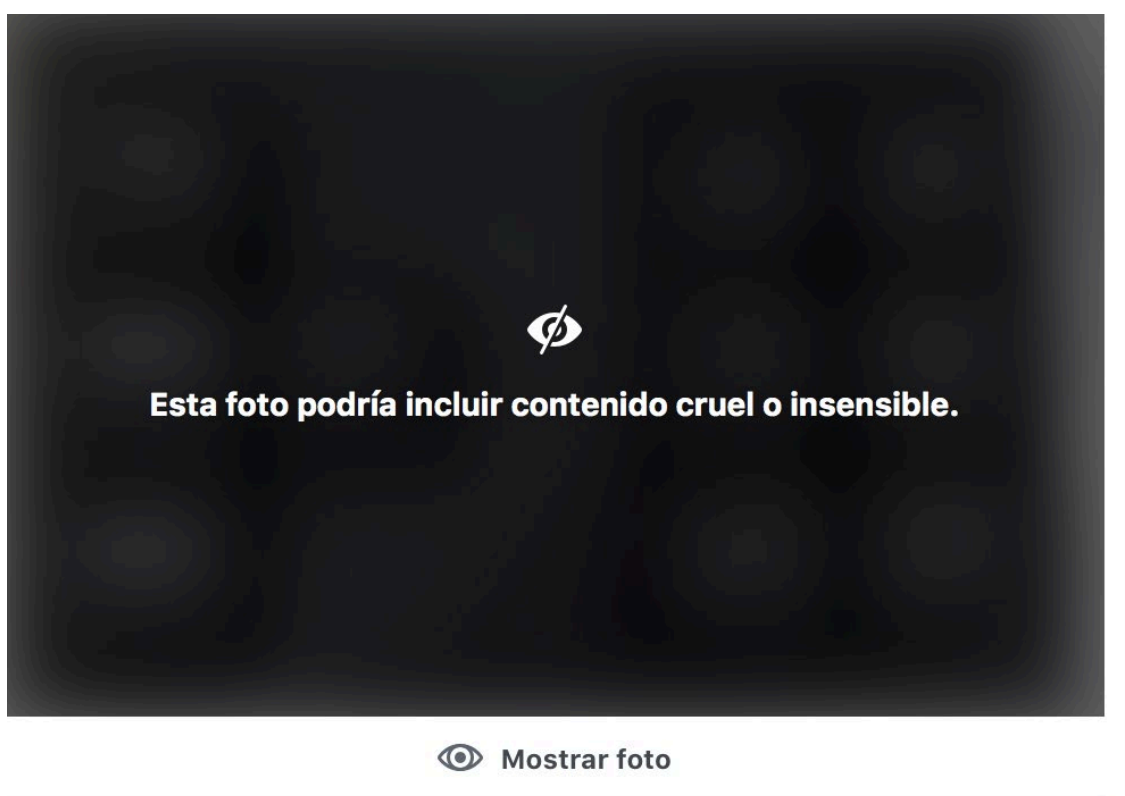 Esta foto podría incluir contenido cruel o insensible.
Mostrar foto